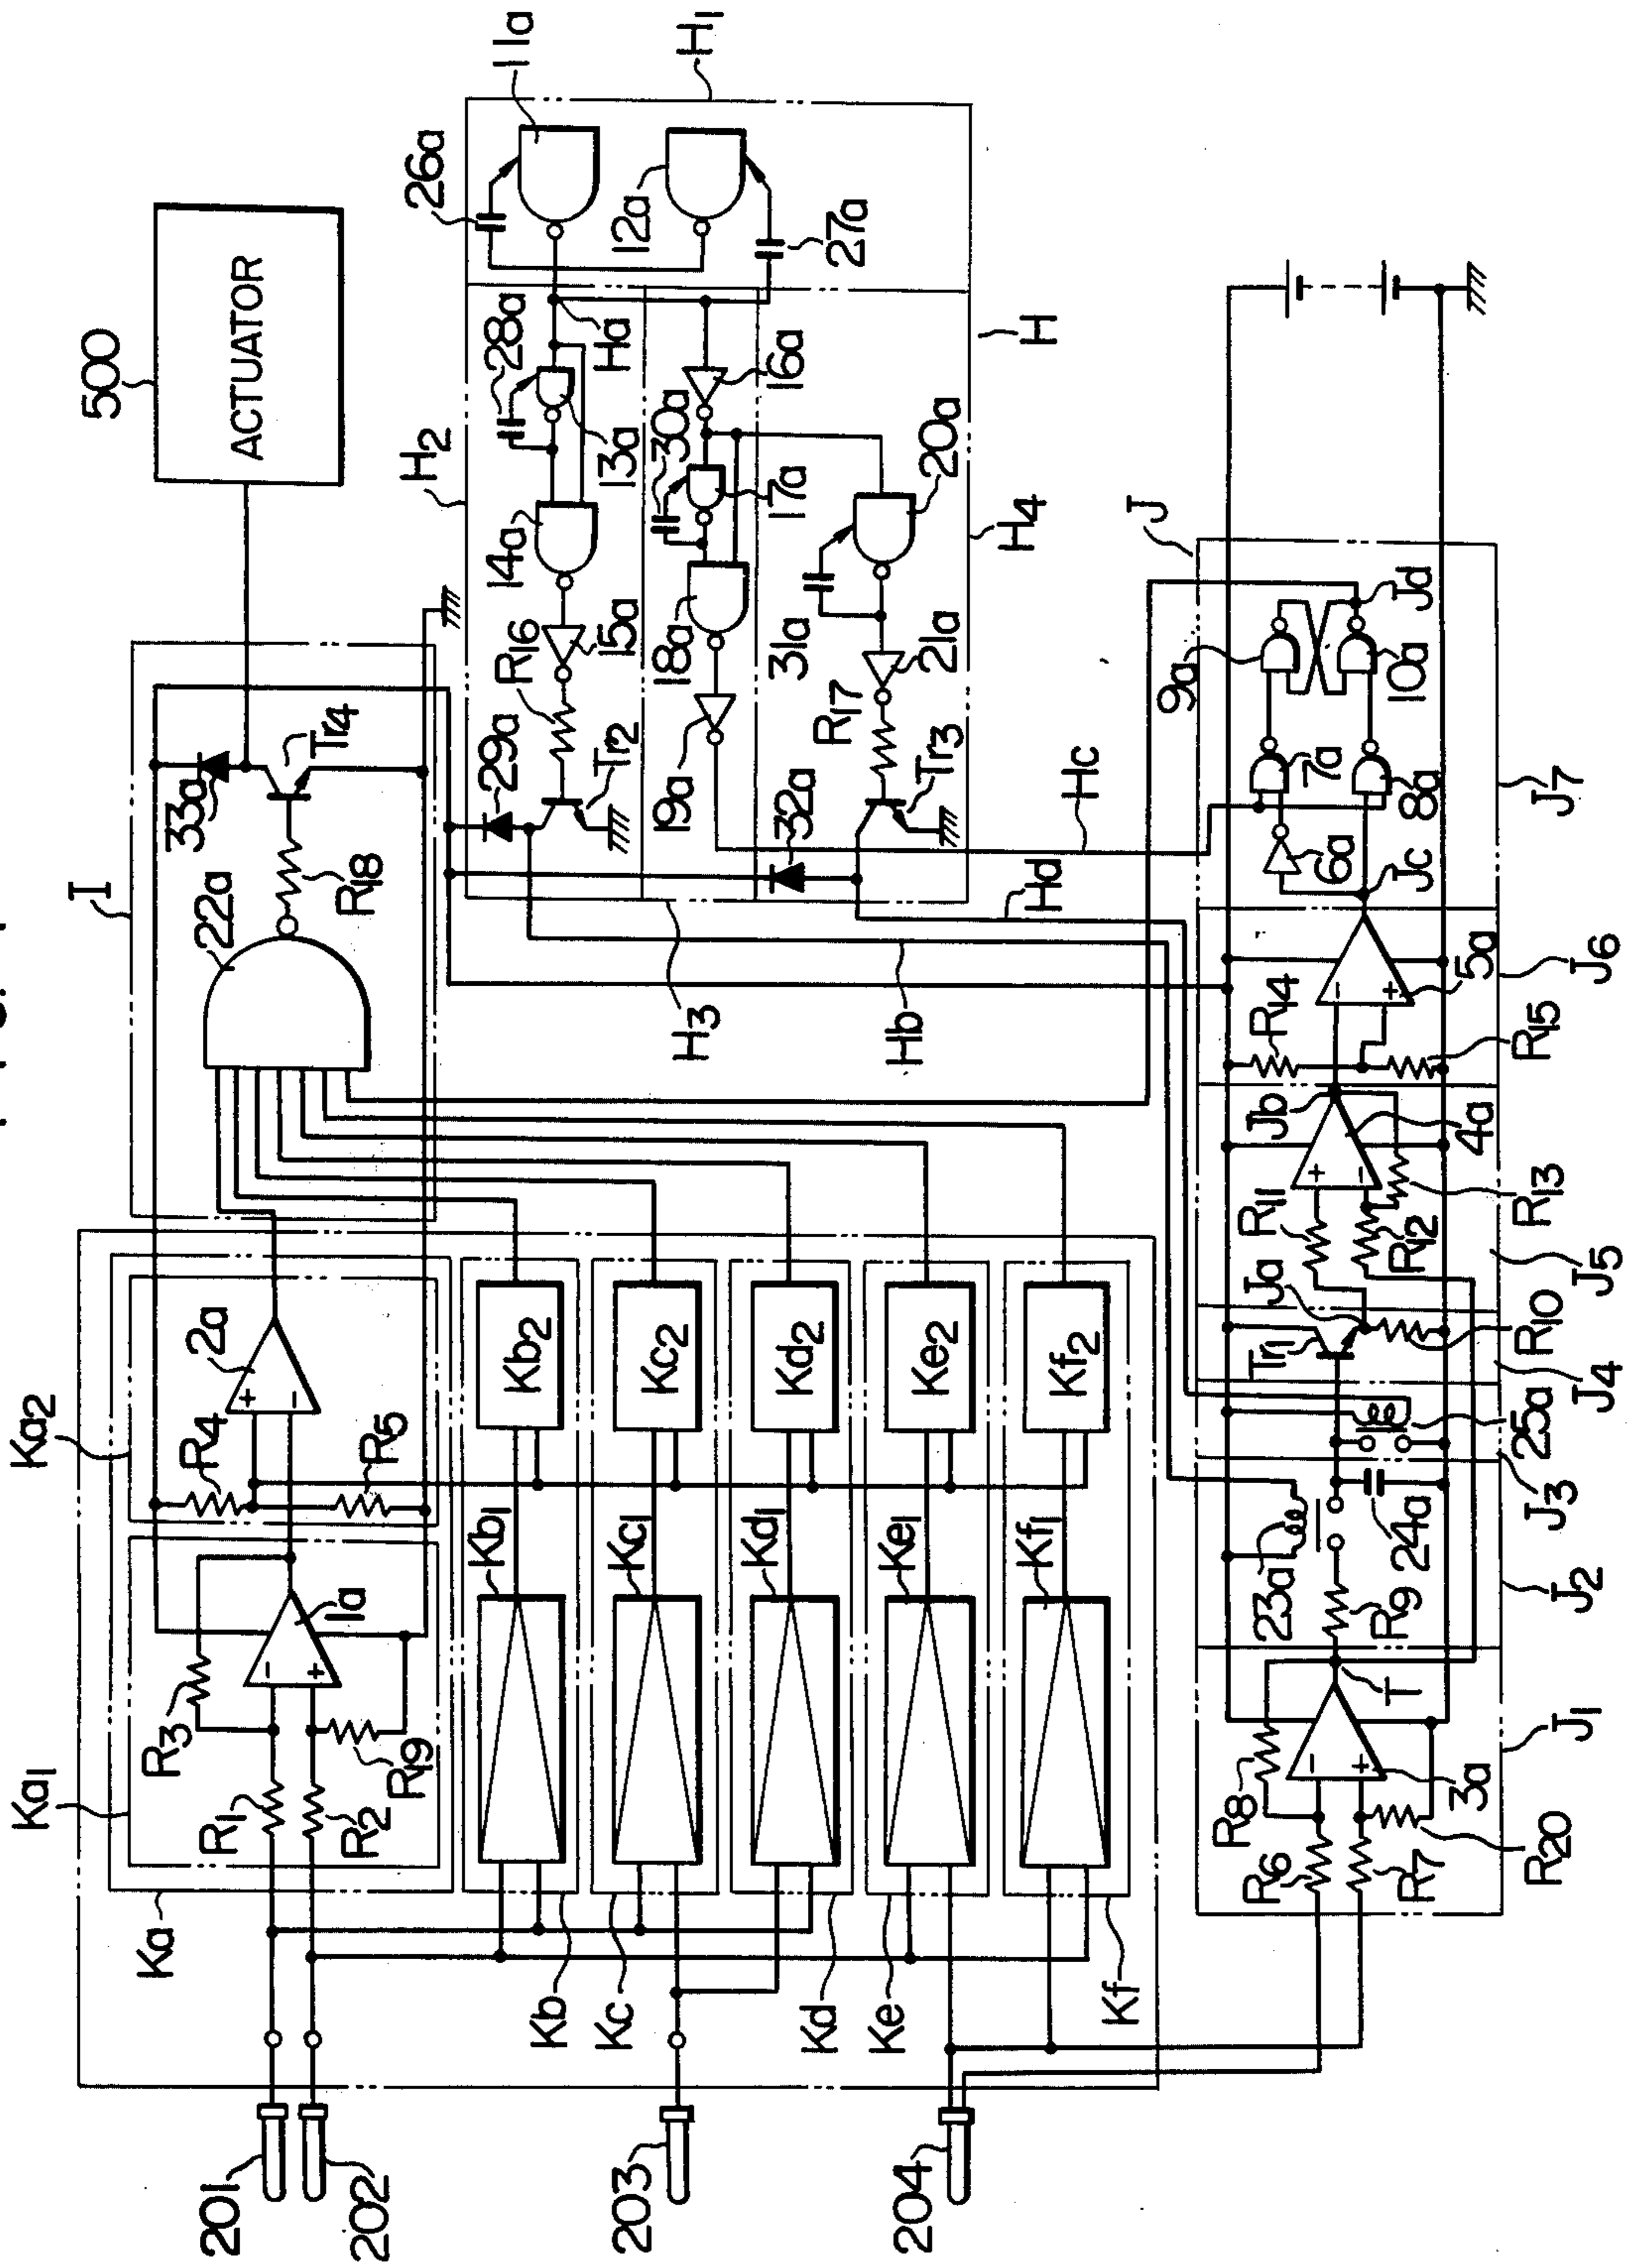 500
ACTUATOR
I
33a
Tr4
22a
R18
Ka2
R4
2a
R5
Ka1
R3
1a
R1
R2
R19
Ka
201
202
203
204
Kb1
Kb2
Kc1
Kc2
Kd1
Kd2
Ke1
Ke2
Kf1
Kf2
Kb
Kc
Kd
Ke
Kf
H1
11a
26a
12a
27a
H2
28a
Ha
13a
14a
15a
R16
29a
Tr2
16a
30a
17a
18a
19a
20a
31a
21a
R17
Tr3
32a
H
H4
H3
Hb
Hc
Hd
J
Jd
9a
10a
7a
8a
6a
Jc
J7
5a
J6
R14
R15
Jb
4a
R11
R12
R13
J5
Ja
Tr1
R10
J4
25a
J3
23a
24a
R9
J2
T
R8
3a
J1
R6
R7
R20